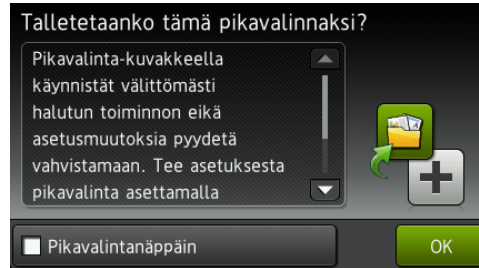 Talletetaanko tämä pikavalinnaksi?
Pikavalinta-kuvakkeella
käynnistät välittömästi
halutun toiminnon eikä
asetusmuutoksia pyydetä
vahvistamaan. Tee asetuksesta
pikavalinta asettamalla
Pikavalintanäppäin
OK